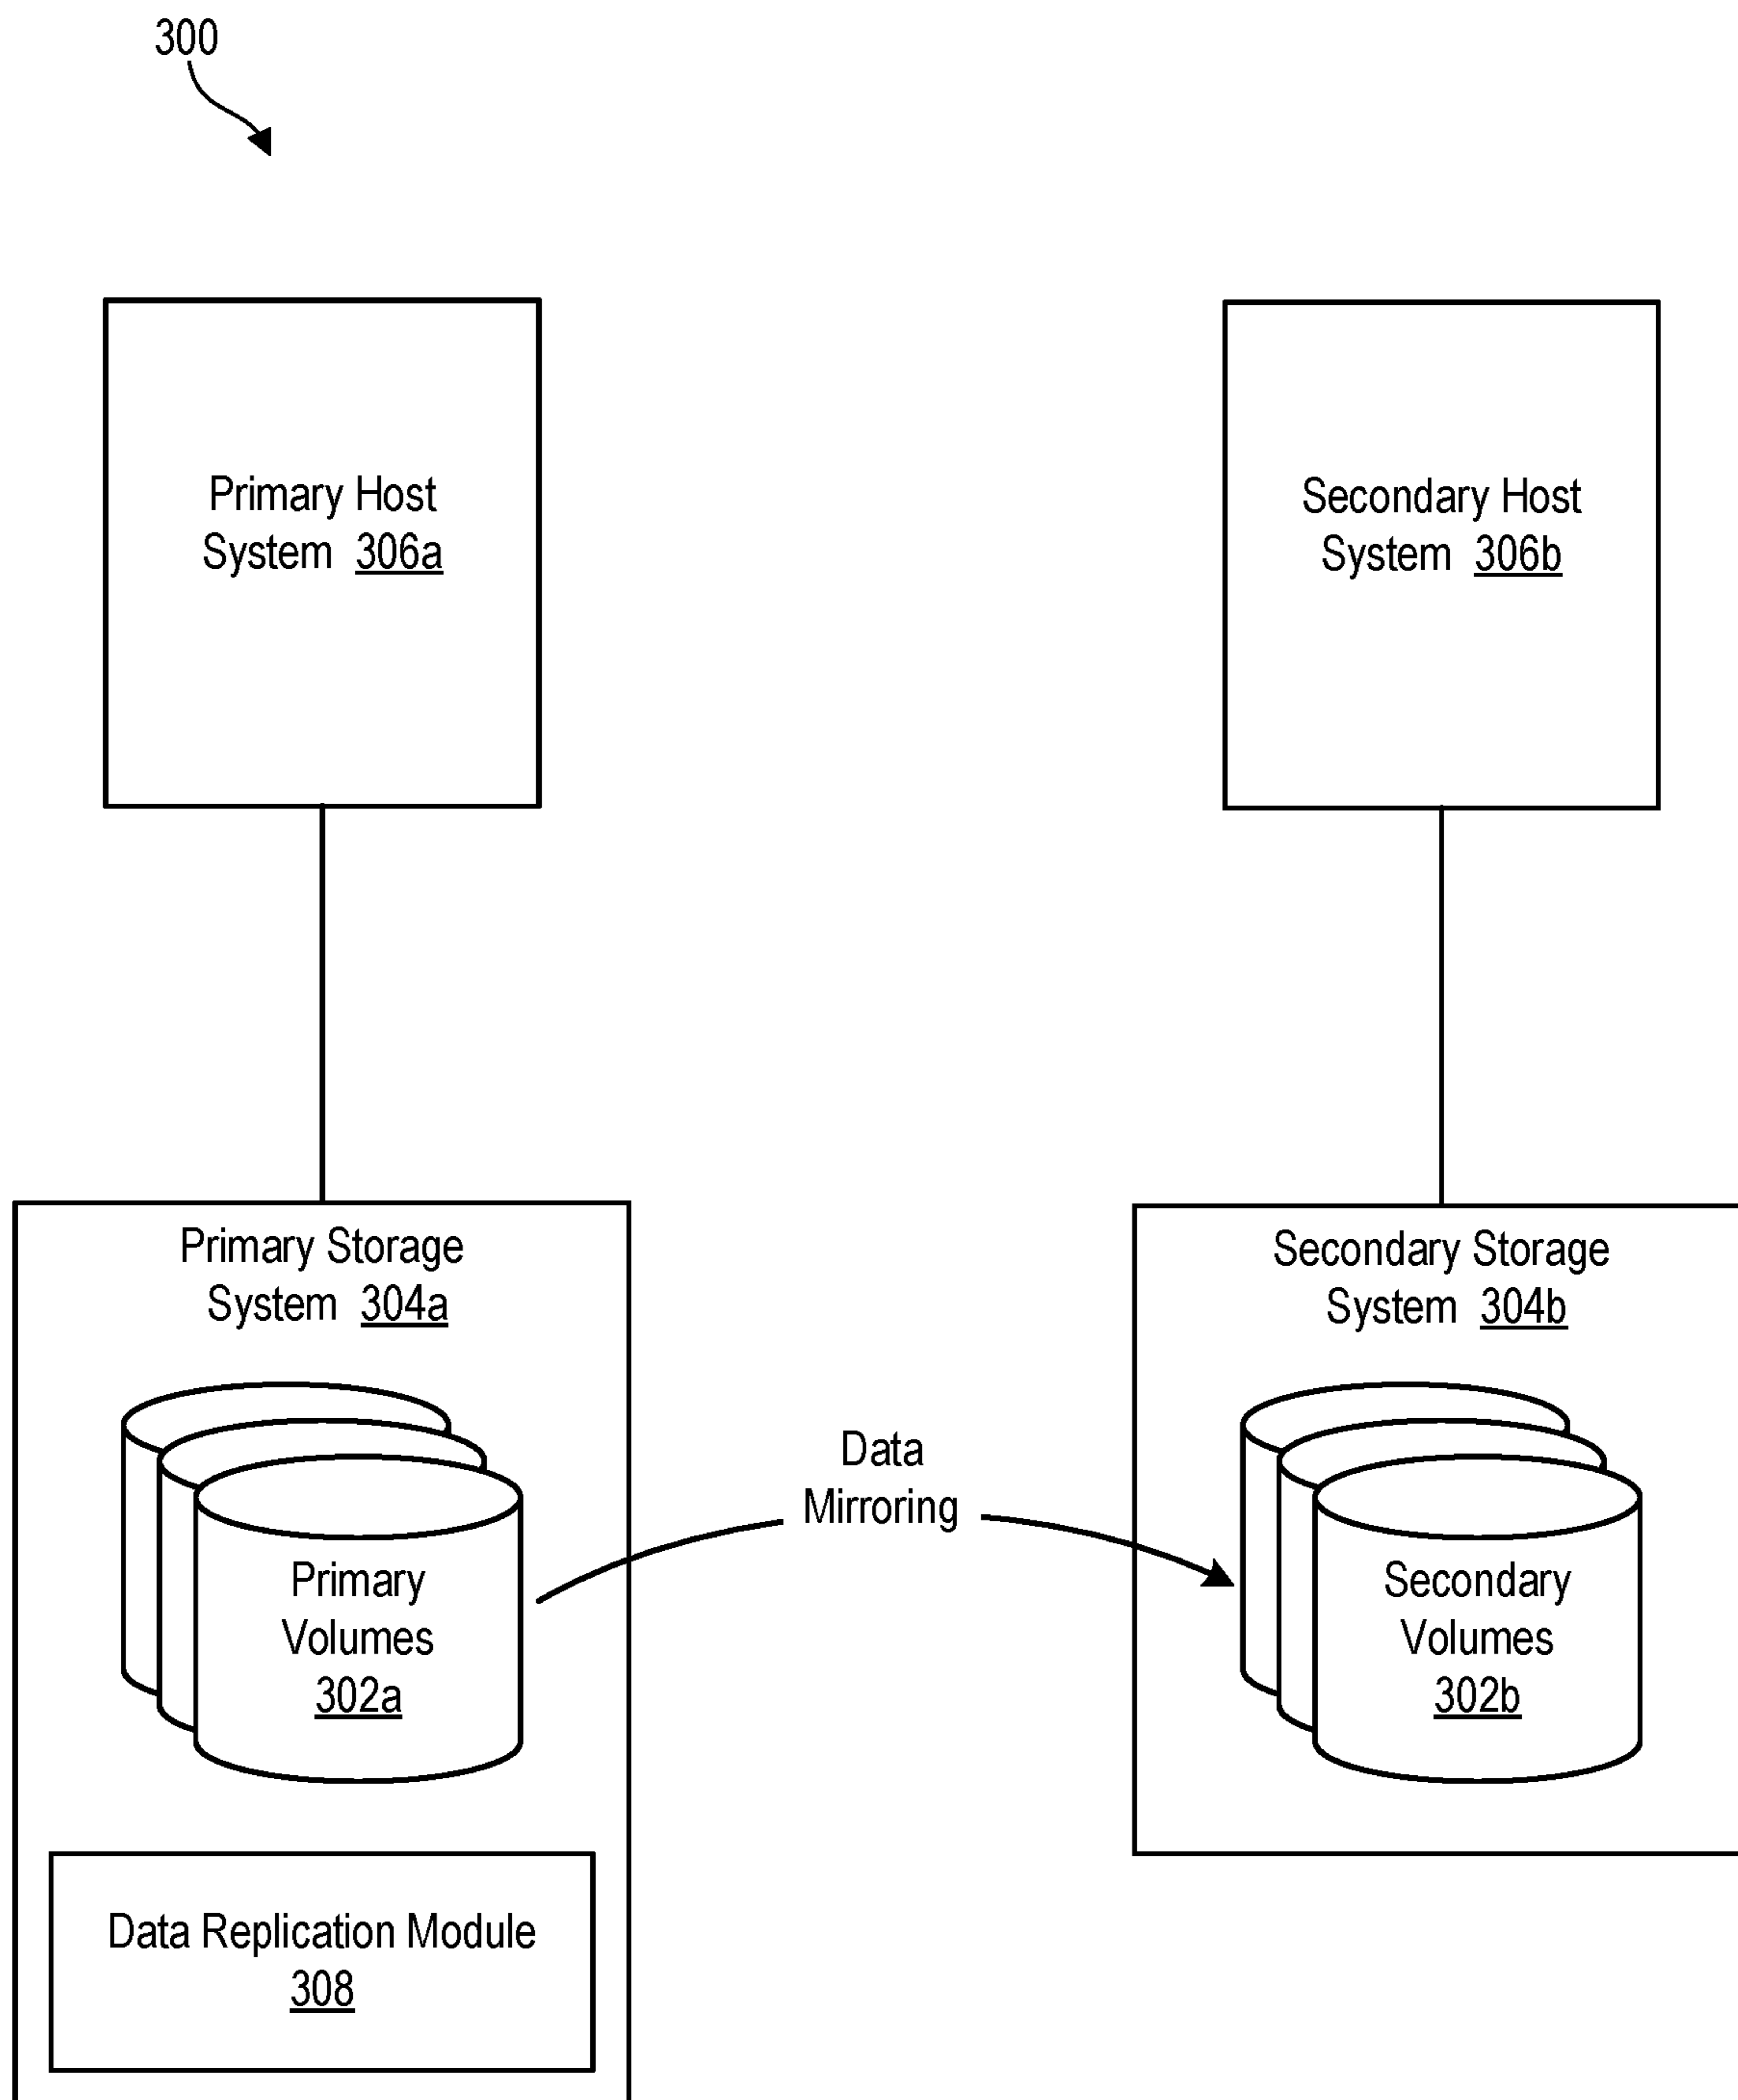 300
Primary Host
System 306a
Secondary Host
System 306b
Primary Storage
System 304a
Secondary Storage
System 304b
Data
Mirroring
Primary
Volumes
302a
Secondary
Volumes
302b
Data Replication Module
308